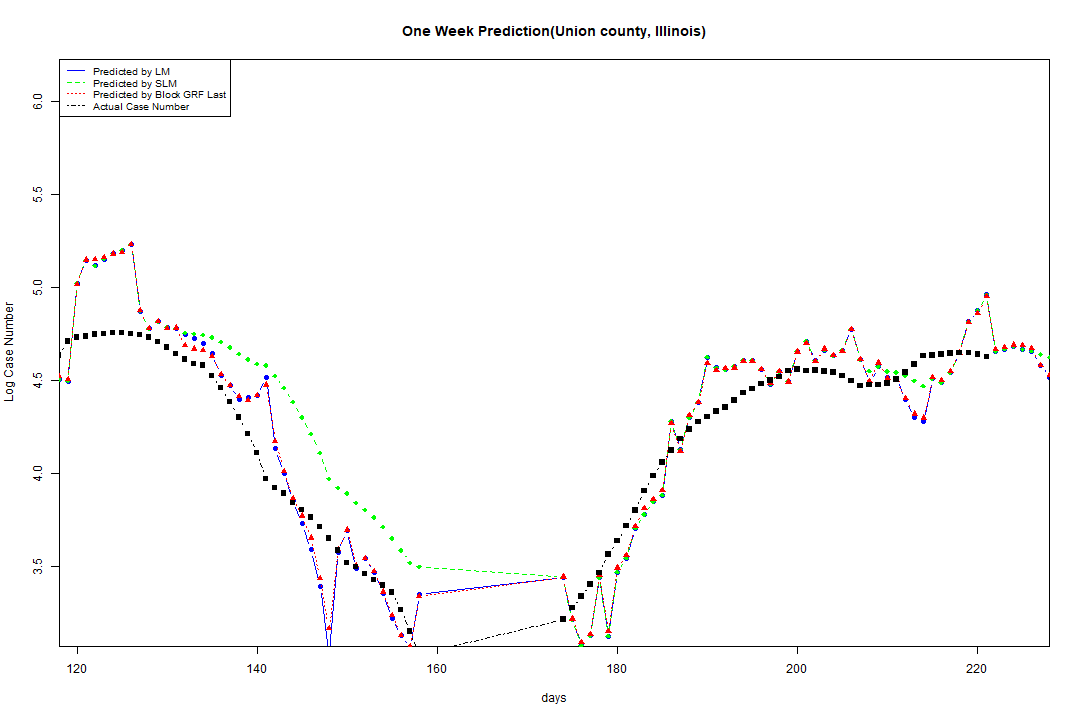 One Week Prediction(Union county, Illinois)
Predicted by LM
Predicted by SLM
Predicted by Block GRF Last
Actual Case Number
6.0
5.5
5.0
4.5
4.0
3.5
Log Case Number
120 140 160 180 200 220
days